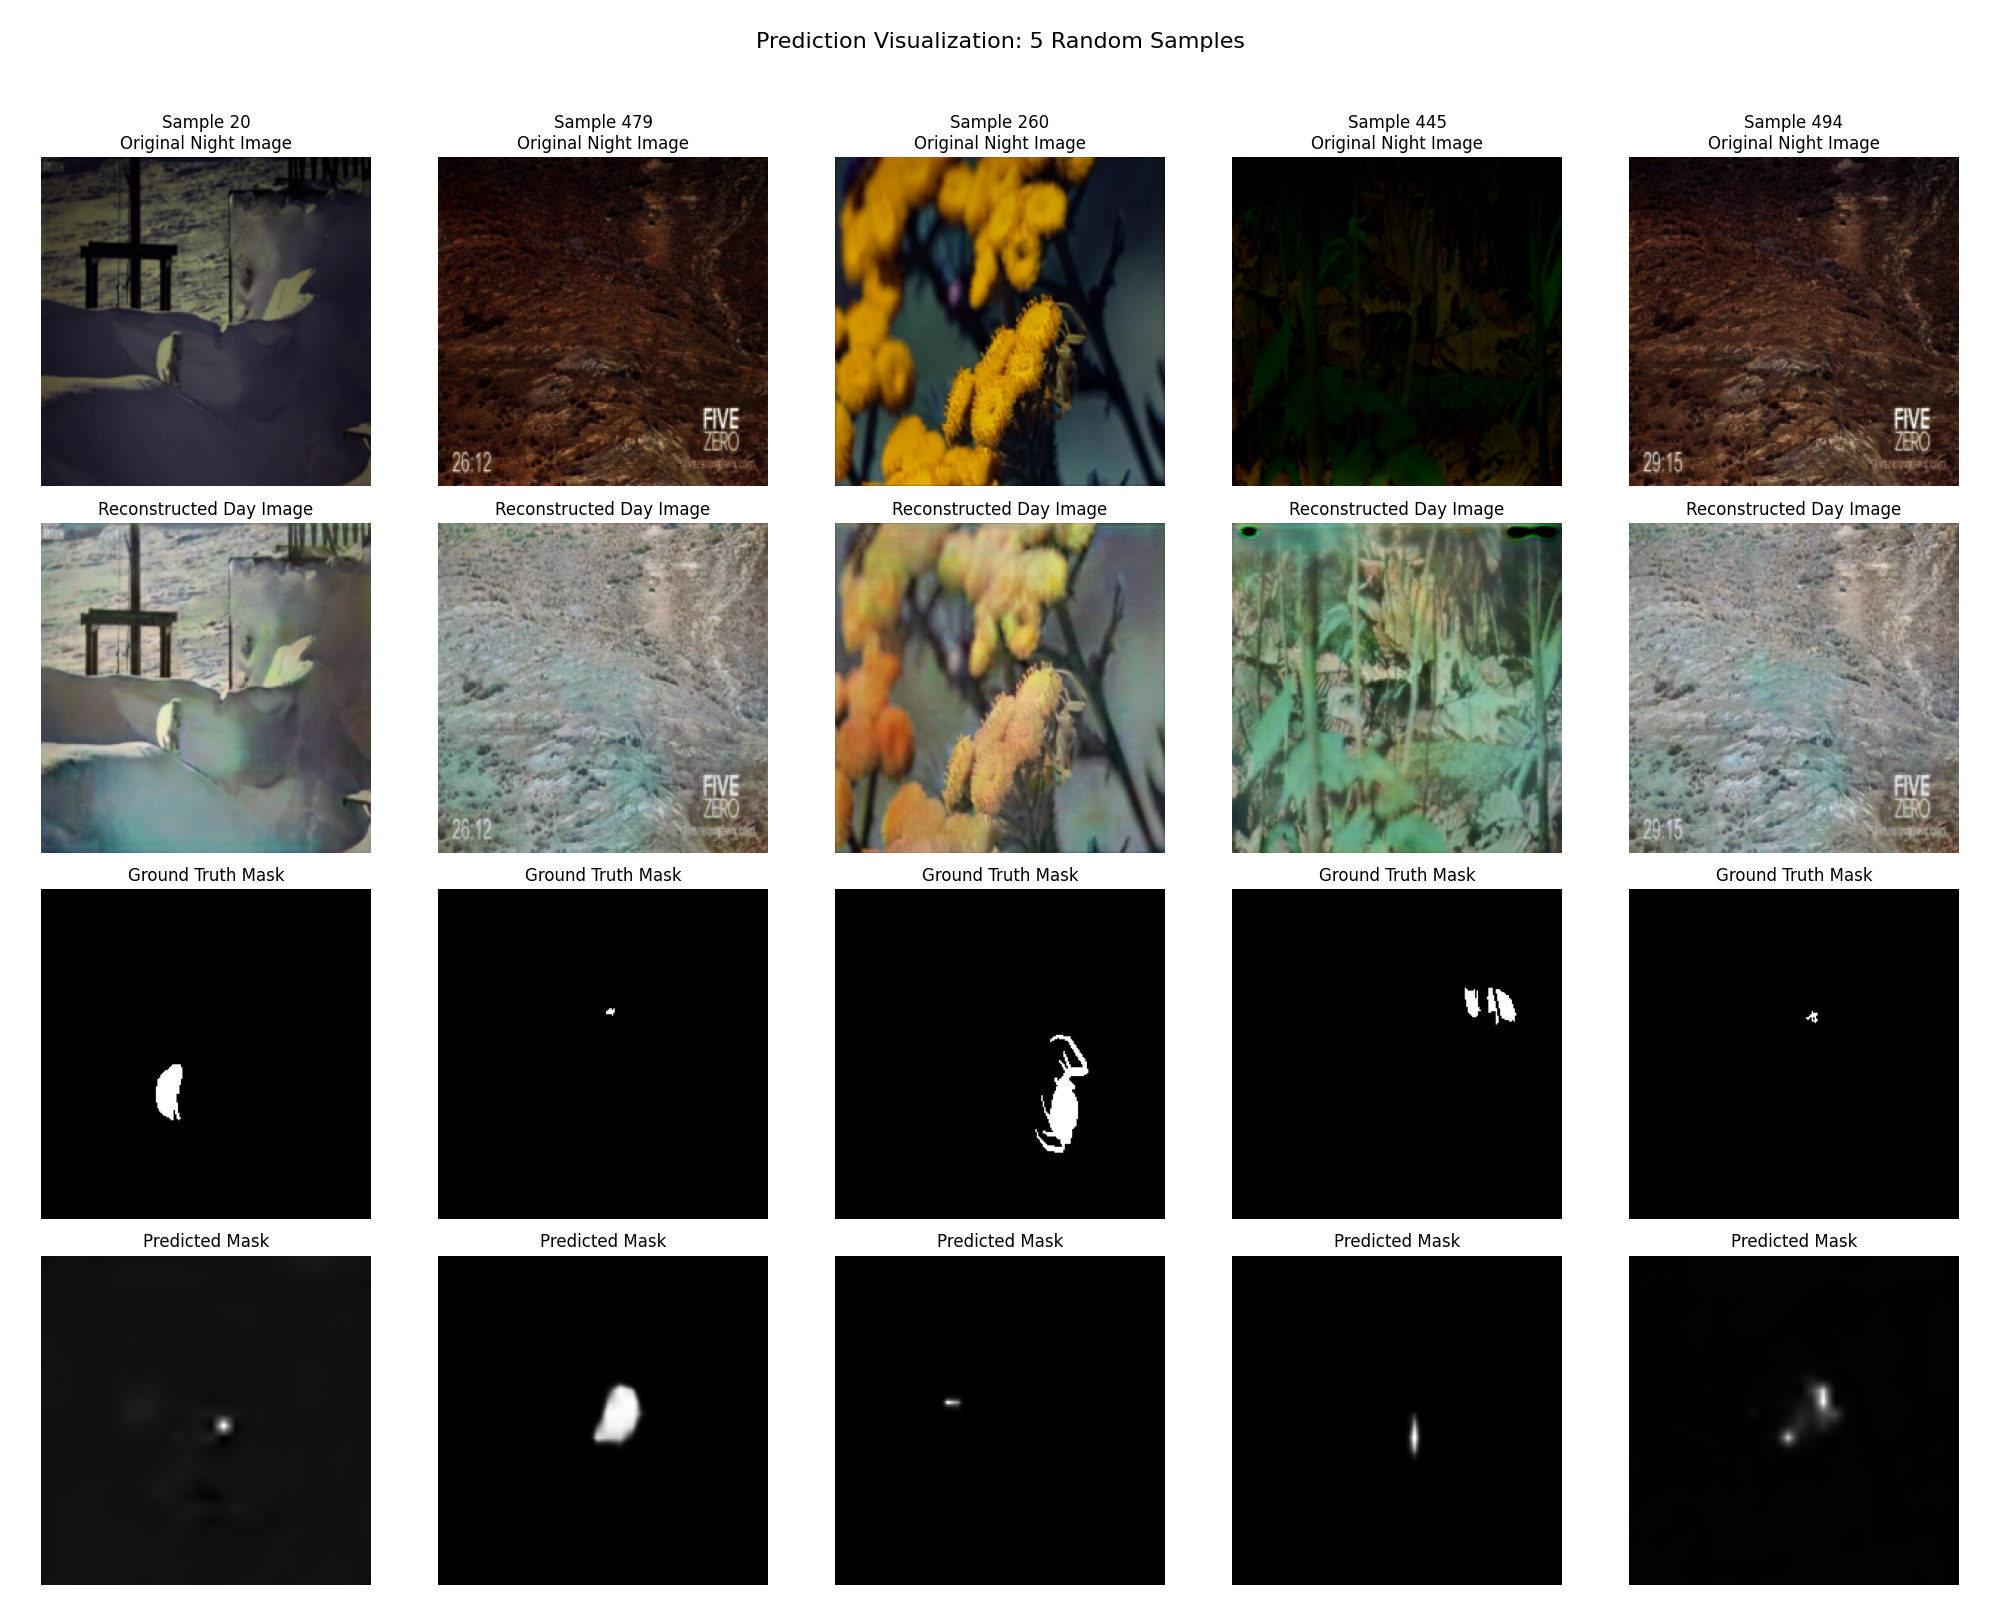 Prediction Visualization: 5 Random Samples
Sample 20
Original Night Image
Sample 479
Original Night Image
Sample 260
Original Night Image
Sample 445
Original Night Image
Sample 494
Original Night Image
FIVE
ZERO
26:12
FIVE
ZERO
29:15
Reconstructed Day Image
Reconstructed Day Image
Reconstructed Day Image
Reconstructed Day Image
Reconstructed Day Image
FIVE
ZERO
26:12
FIVE
ZERO
29:15
Ground Truth Mask
Ground Truth Mask
Ground Truth Mask
Ground Truth Mask
Ground Truth Mask
Predicted Mask
Predicted Mask
Predicted Mask
Predicted Mask
Predicted Mask